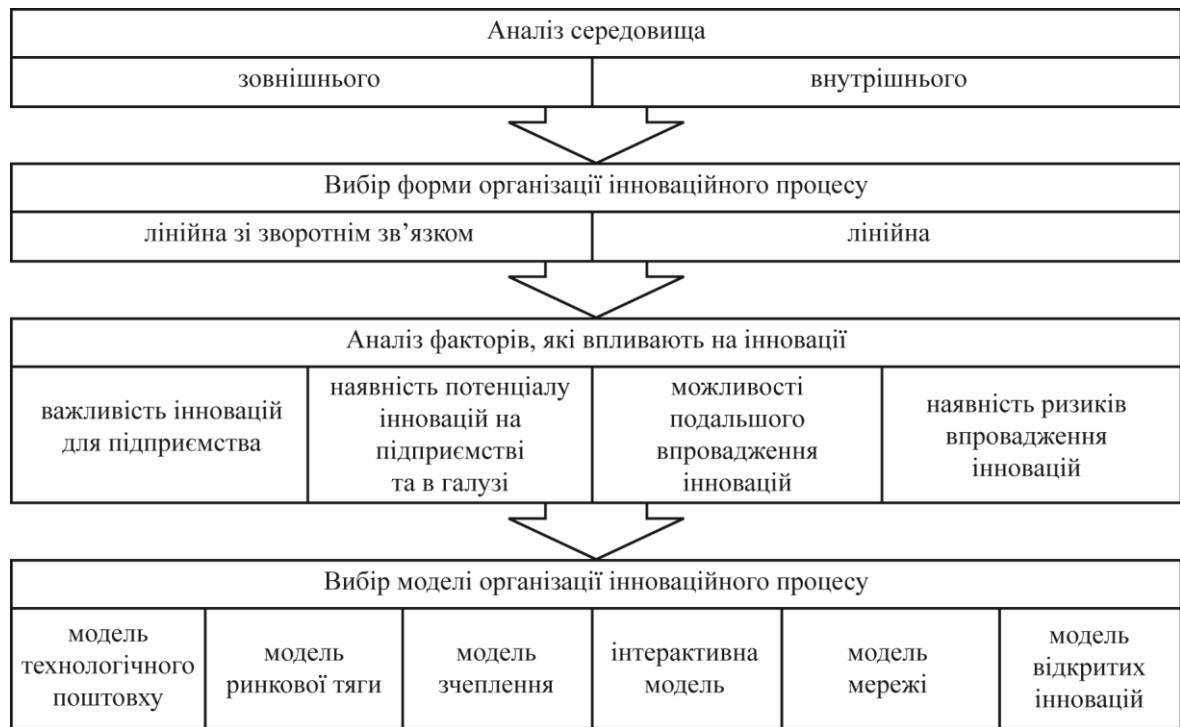 Аналіз середовища
зовнішнього
внутрішнього
Вибір форми організації інноваційного процесу
лінійна зі зворотнім зв’язком
лінійна
Аналіз факторів, які впливають на інновації
важливість інновацій
для підприємства
наявність потенціалу
інновацій на
підприємстві
та в галузі
можливості
подальшого
впровадження
інновацій
наявність ризиків
впровадження
інновацій
Вибір моделі організації інноваційного процесу
модель
технологічного
поштовху
модель
ринкової тяги
модель
зчеплення
інтерактивна
модель
модель
мережі
модель
відкритих
інновацій